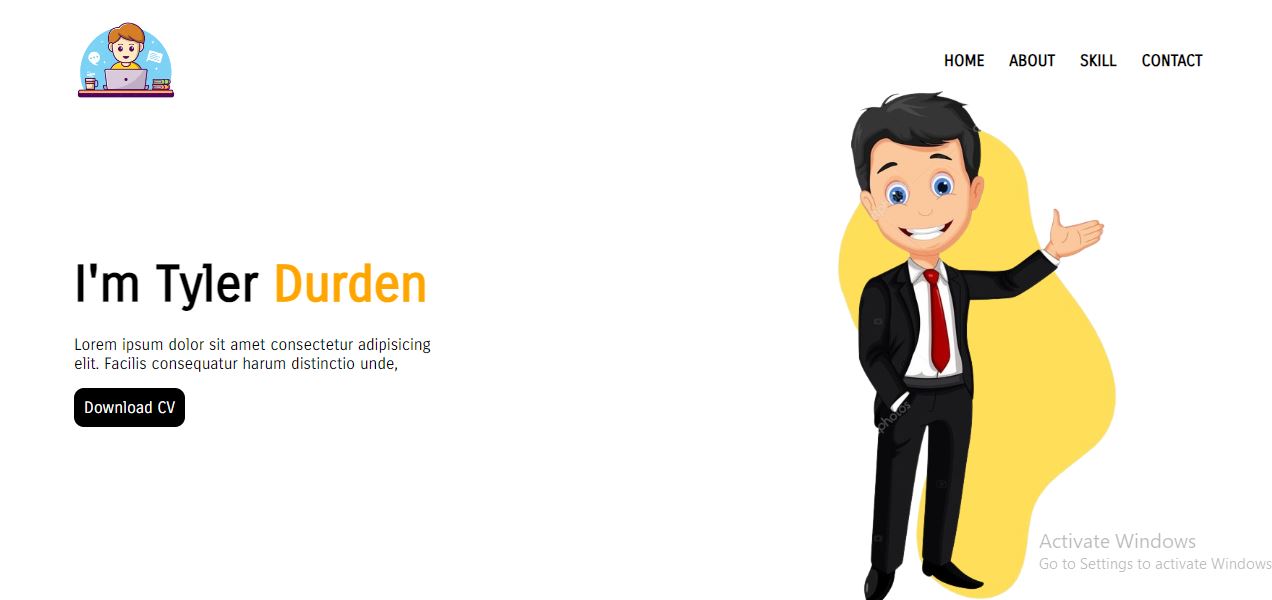 HOME ABOUT SKILL CONTACT
I'm Tyler Durden
Lorem ipsum dolor sit amet consectetur adipisicing
elit. Facilis consequatur harum distinctio unde,
Download CV
photos
Activate Windows
Go to Settings to activate Windows